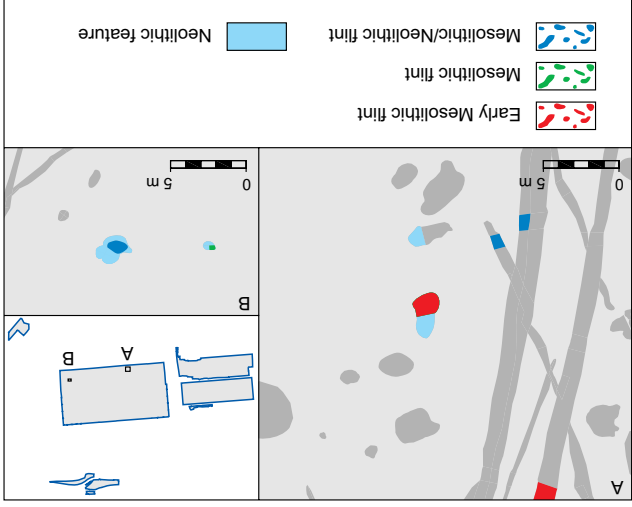 A
A B
B
0 5 m
0 5 m
Early Mesolithic flint
Mesolithic flint
Mesolithic/Neolithic flint
Neolithic feature